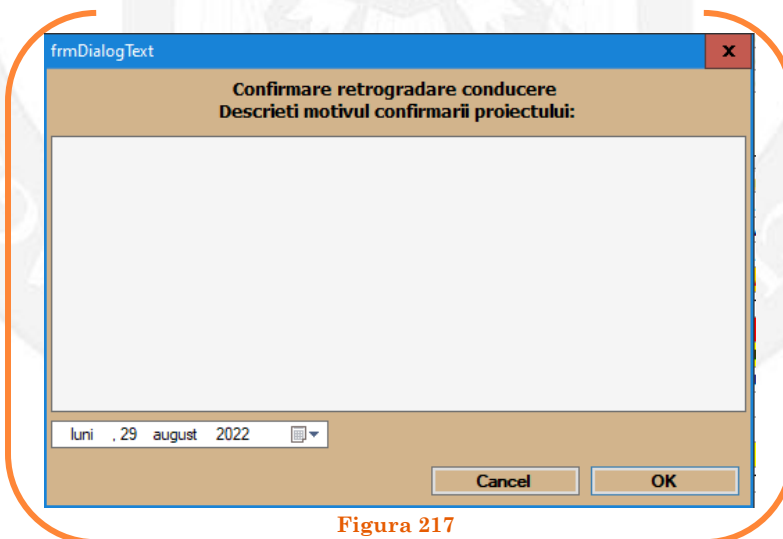 frmDialogText
x
Confirmare retrogradare conducere
Descrieti motivul confirmarii proiectului:
luni , 29 august 2022
Cancel OK
Figura 217